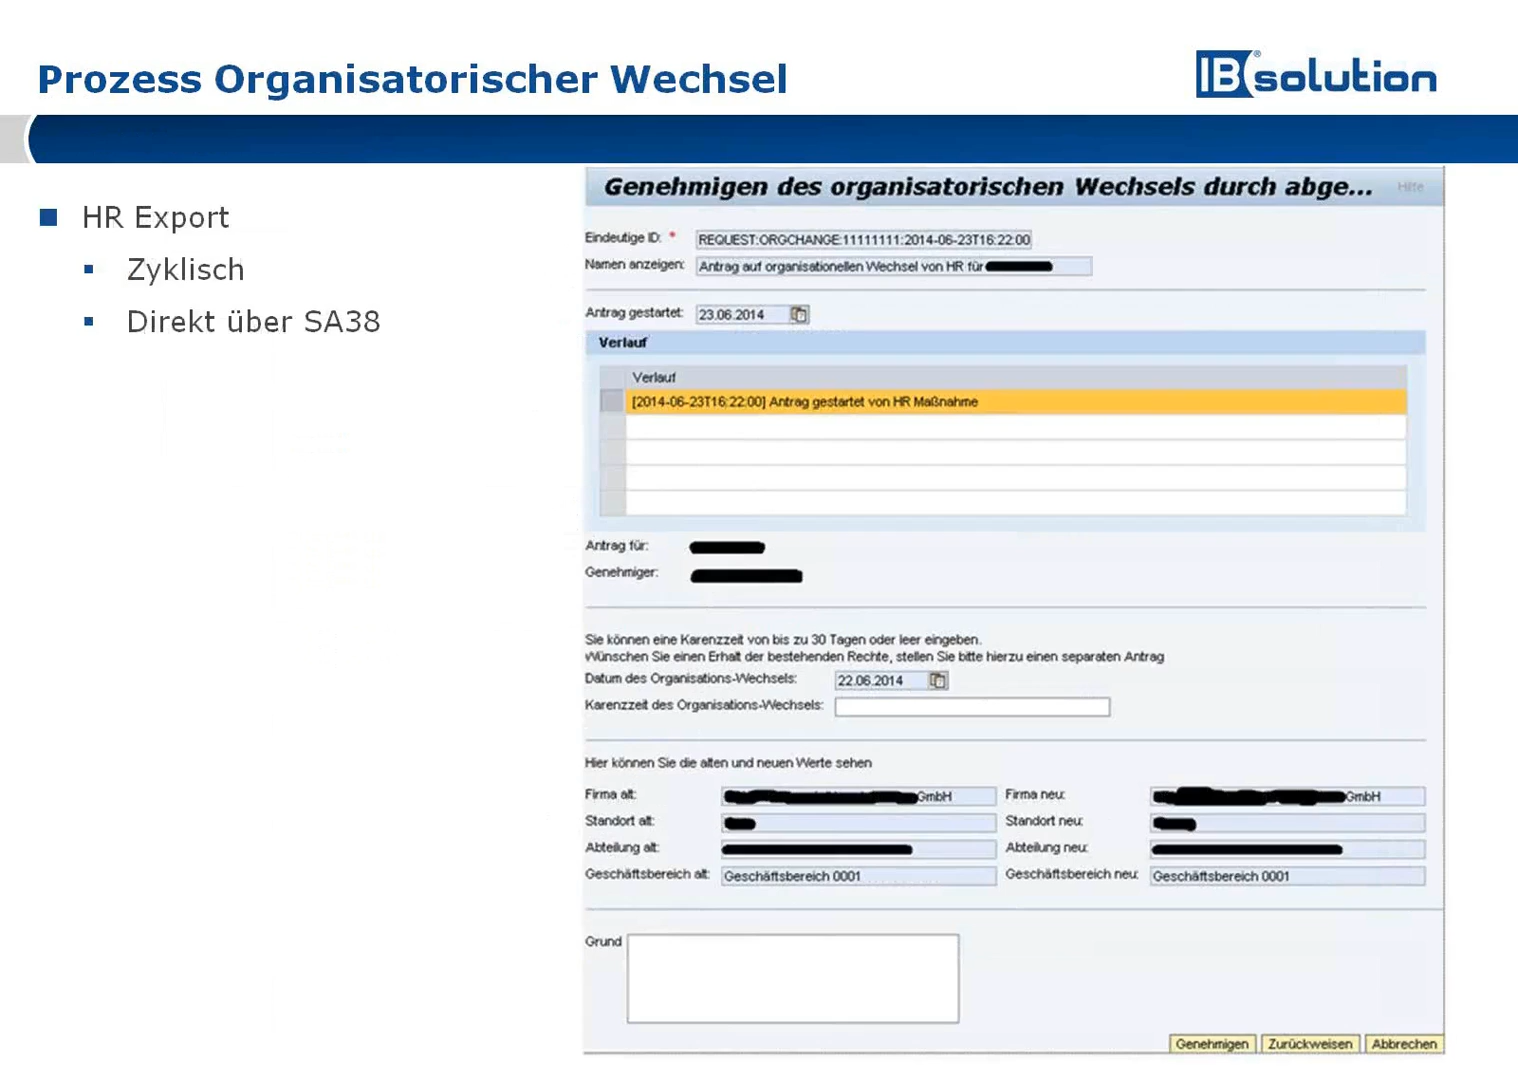 Prozess Organisatorischer Wechsel
IBsolution®
HR Export
Zyklisch
Direkt über SA38
Genehmigen des organisatorischen Wechsels durch abge...
Hilfe
Eindeutige ID: *
REQUEST:ORGCHANGE:11111111:2014-06-23T16:22:00
Namen anzeigen:
Antrag auf organisationellen Wechsel von HR für
Antrag gestartet:
23.06.2014
Verlauf
Verlauf
[2014-06-23T16:22:00] Antrag gestartet von HR Maßnahme
Antrag für:
Genehmiger:
Sie können eine Karenzzeit von bis zu 30 Tagen oder leer eingeben.
Wünschen Sie einen Erhalt der bestehenden Rechte, stellen Sie bitte hierzu einen separaten Antrag
Datum des Organisations-Wechsels:
22.06.2014
Karenzzeit des Organisations-Wechsels:
Hier können Sie die alten und neuen Werte sehen
Firma alt:
GmbH
Firma neu:
GmbH
Standort alt:
Standort neu:
Abteilung alt:
Abteilung neu:
Geschäftsbereich alt:
Geschäftsbereich 0001
Geschäftsbereich neu:
Geschäftsbereich 0001
Grund
Genehmigen
Zurückweisen
Abbrechen